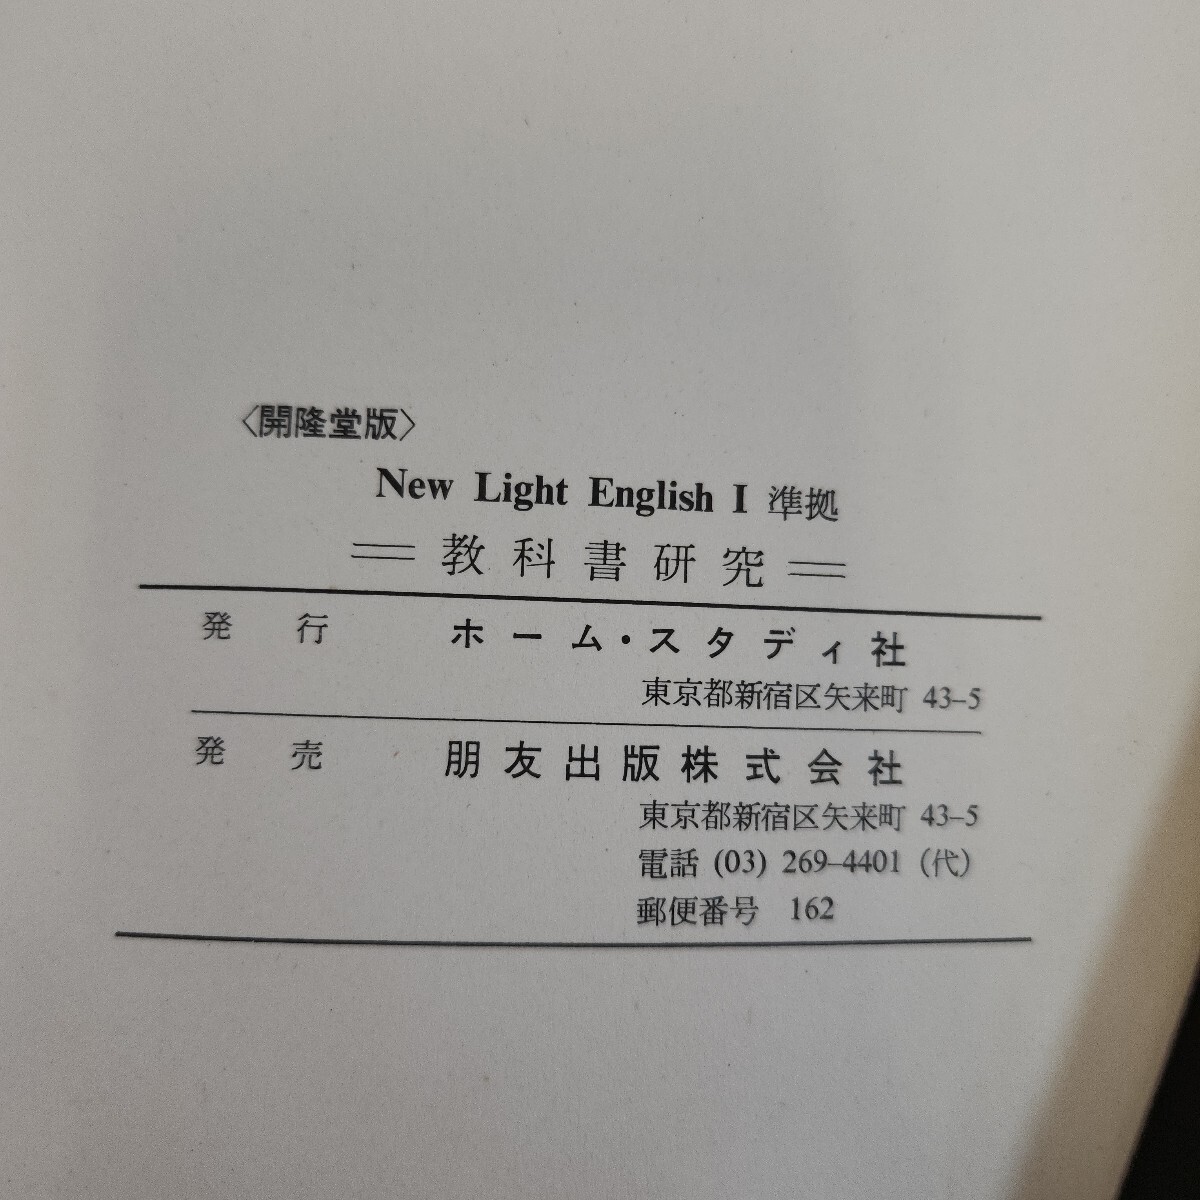 〈開隆堂版〉
New Light English I 準拠
教科書研究
発行 ホーム・スタディ社
東京都新宿区矢来町 43-5
発売 朋友出版株式会社
東京都新宿区矢来町 43-5
電話 (03) 269-4401 (代)
郵便番号 162